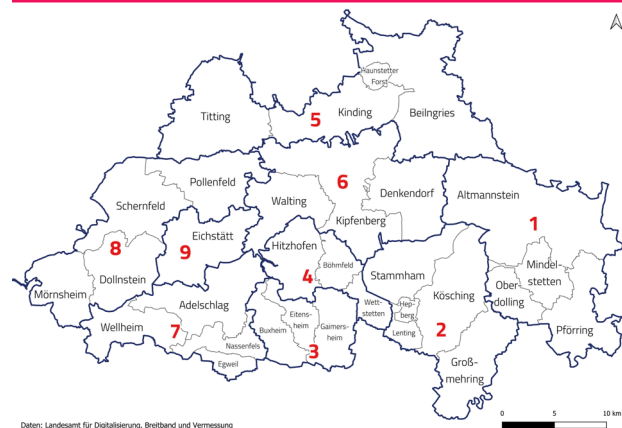 Haunstetter
Forst
Titting
5
Kinding
Beilngries
Pollenfeld
6
Denkendorf
Altmannstein
Schernfeld
Walting
Kipfenberg
1
8
9
Eichstätt
Hitzhofen
Böhmfeld
Stammham
Mindel-
stetten
Mörnsheim
Dollnstein
4
Kösching
Ober-
dolling
Adelschlag
Wett-
stetten
Hep-
berg
Wellheim
7
Buxheim
Eitens-
heim
Gaimers-
heim
Lenting
2
Pförring
Nassenfels
3
Egweil
Groß-
mehring
0 5 10 km
Daten: Landesamt für Digitalisierung, Breitband und Vermessung